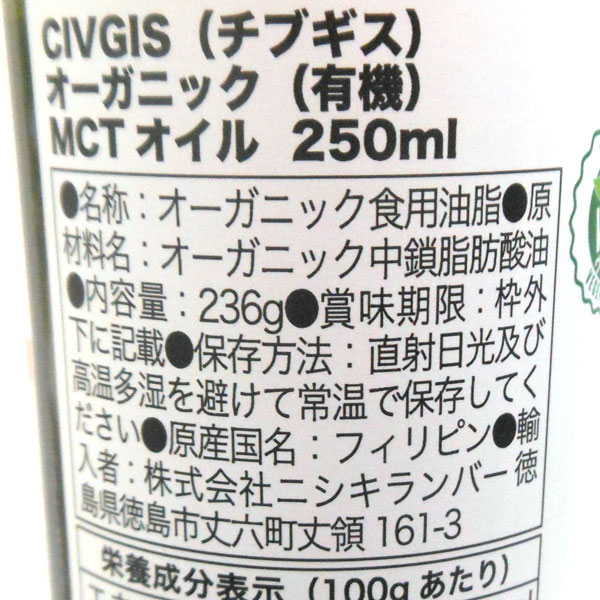 CIVGIS（チブギス）
オーガニック（有機）
MCTオイル 250ml
●名称：オーガニック食用油脂●原
材料名：オーガニック中鎖脂肪酸油
●内容量：236g●賞味期限：枠外
下に記載●保存方法：直射日光及び
高温多湿を避けて常温で保存してく
ださい●原産国名：フィリピン●輸
入者：株式会社ニシキランバー徳
島県徳島市丈六町丈領 161-3
栄養成分表示（100gあたり）